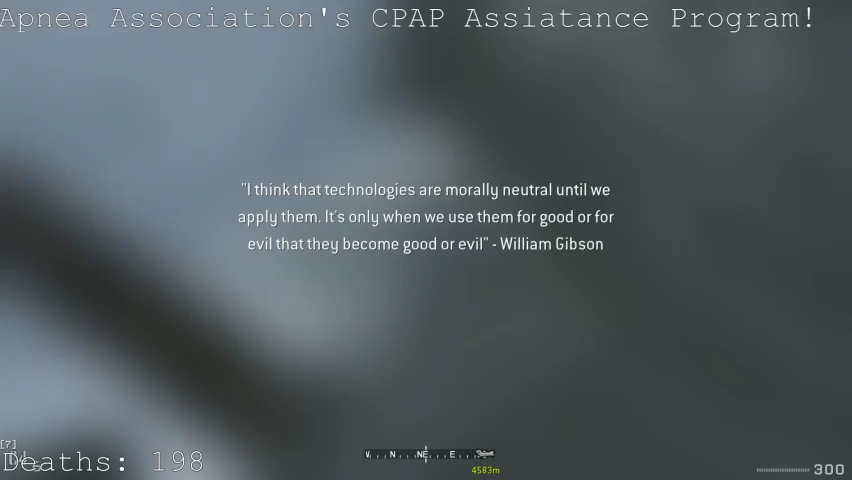 Apnea Association's CPAP Assiatance Program!
"I think that technologies are morally neutral until we
apply them. It's only when we use them for good or for
evil that they become good or evil" - William Gibson
[7]
Deaths: 198
W N NE E
4583m
300